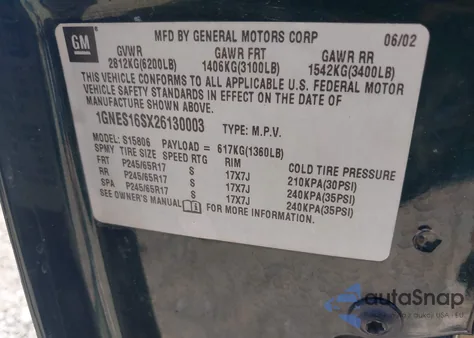 GM
MFD BY GENERAL MOTORS CORP 06/02
GVWR GAWR FRT GAWR RR
2812KG(6200LB) 1406KG(3100LB) 1542KG(3400LB)
THIS VEHICLE CONFORMS TO ALL APPLICABLE U.S. FEDERAL MOTOR
VEHICLE SAFETY STANDARDS IN EFFECT ON THE DATE OF
MANUFACTURE SHOWN ABOVE.
1GNES16SX26130003 TYPE: M.P.V.
MODEL: S15806 PAYLOAD = 617KG(1360LB)
SPMY TIRE SIZE SPEED RTG RIM COLD TIRE PRESSURE
FRT P245/65R17 S 17X7J 210KPA(30PSI)
RR P245/65R17 S 17X7J 240KPA(35PSI)
SPA P245/65R17 S 17X7J 240KPA(35PSI)
SEE OWNER'S MANUAL FOR MORE INFORMATION.
autaSnap